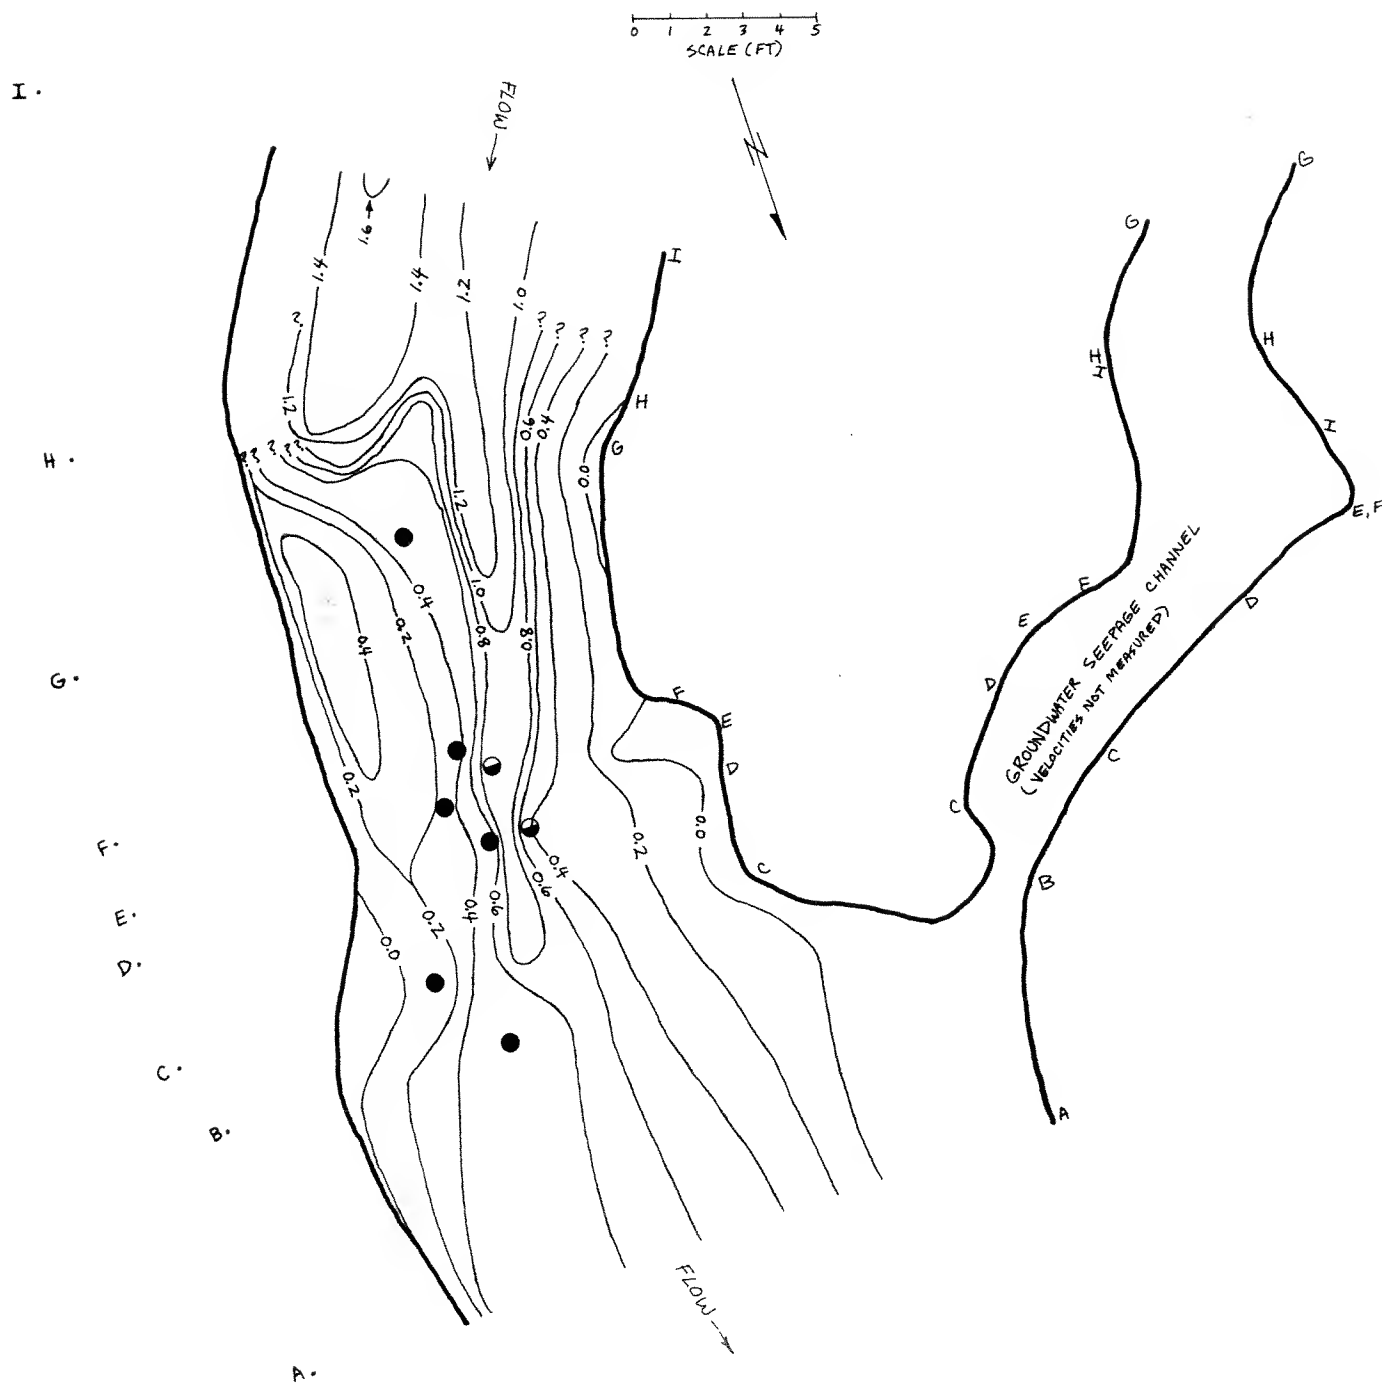 0 1 2 3 4 5
SCALE (FT)
I
FLOW
N
G
G
1.6
1.4
1.4
1.2
1.0
I
?
? ? ? ?
H
H
I
1.2
0.6
0.4
H
I
G
H
? ? ? ? ?
0.0
1.2
E, F
1.0
0.4
E
D
0.2
0.8
0.8
E
0.4
G
D
F
E
GROUNDWATER SEEPAGE CHANNEL
(VELOCITIES NOT MEASURED)
D
C
0.2
C
0.0
0.2
F
C
0.4
0.6
B
E
0.2
0.4
0.6
0.0
D
C
A
B
FLOW
A